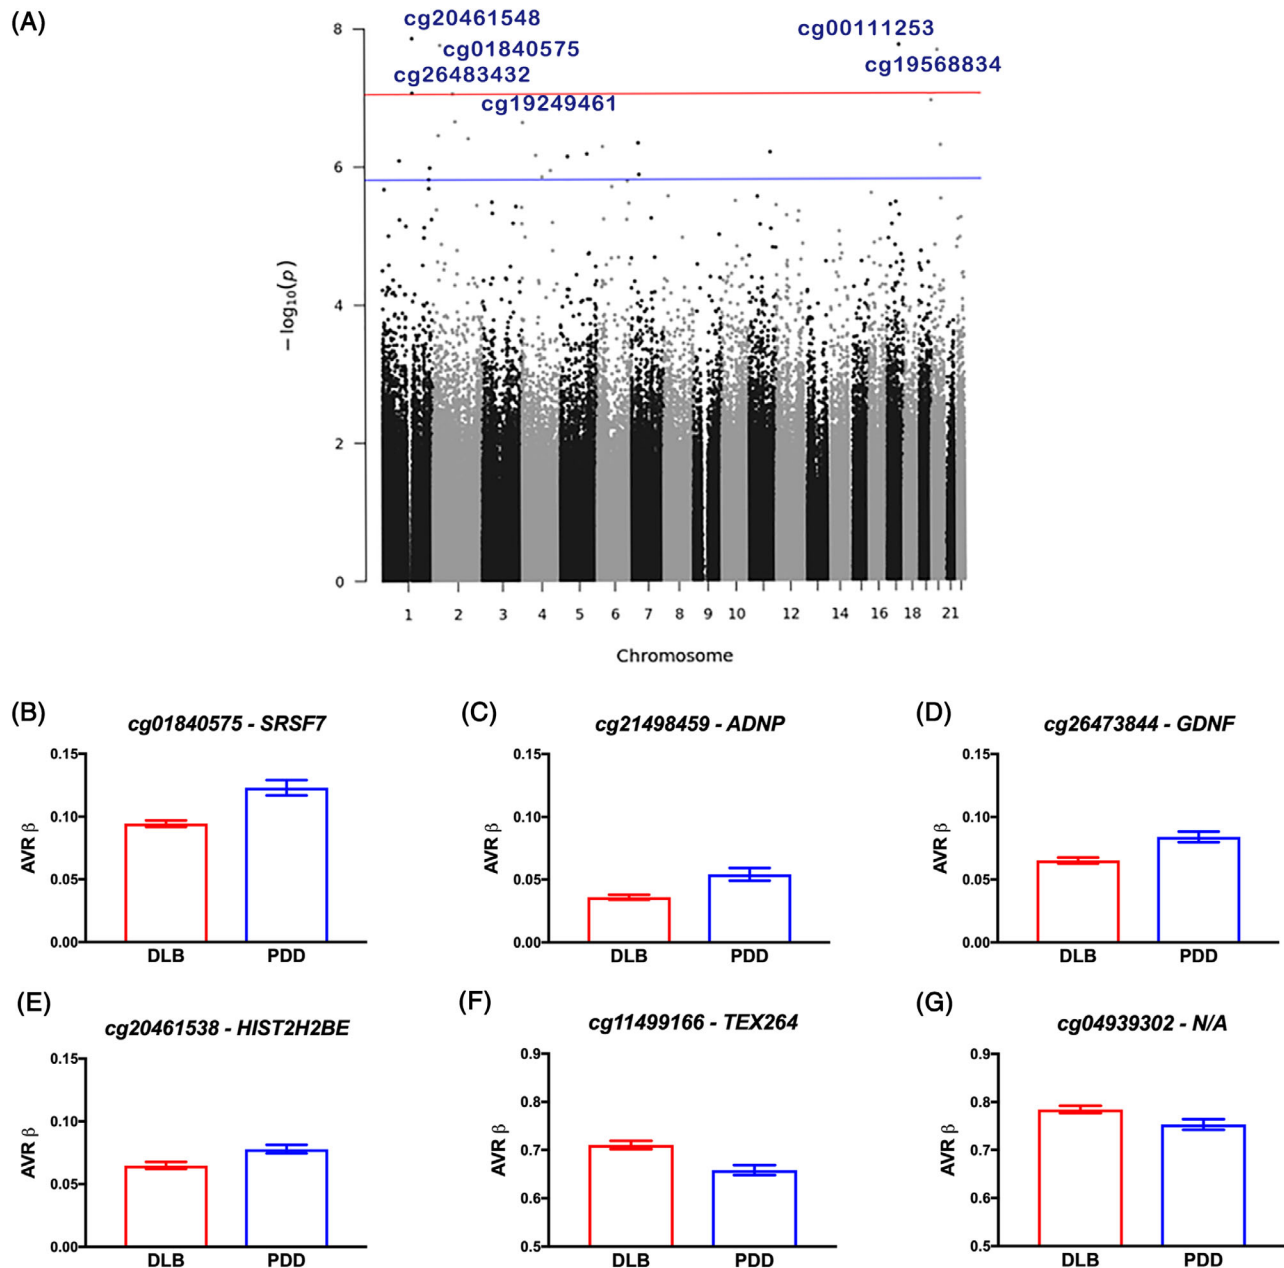 (A)
8
6
4
2
0
−log10(p)
cg20461548
cg01840575
cg26483432
cg19249461
cg00111253
cg19568834
1 2 3 4 5 6 7 8 9 10 12 14 16 18 21
Chromosome
(B)
cg01840575 - SRSF7
0.15
0.10
0.05
0.00
AVR β
DLB PDD
(C)
cg21498459 - ADNP
0.15
0.10
0.05
0.00
AVR β
DLB PDD
(D)
cg26473844 - GDNF
0.15
0.10
0.05
0.00
AVR β
DLB PDD
(E)
cg20461538 - HIST2H2BE
0.15
0.10
0.05
0.00
AVR β
DLB PDD
(F)
cg11499166 - TEX264
0.9
0.8
0.7
0.6
0.5
AVR β
DLB PDD
(G)
cg04939302 - N/A
0.9
0.8
0.7
0.6
0.5
AVR β
DLB PDD